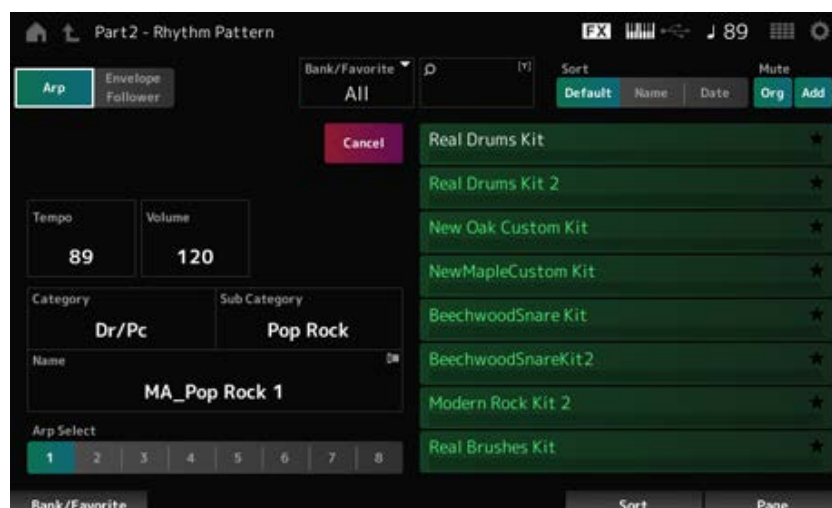 Part2 - Rhythm Pattern
FX
♩ 89
Arp
Envelope
Follower
Bank/Favorite
All
[Y]
Sort
Default Name Date
Mute
Org Add
Cancel
Tempo
89
Volume
120
Category
Dr/Pc
Sub Category
Pop Rock
Name
MA_Pop Rock 1
Arp Select
1 2 3 4 5 6 7 8
Real Drums Kit
Real Drums Kit 2
New Oak Custom Kit
NewMapleCustom Kit
BeechwoodSnare Kit
BeechwoodSnareKit2
Modern Rock Kit 2
Real Brushes Kit
Bank/Favorite
Sort
Page